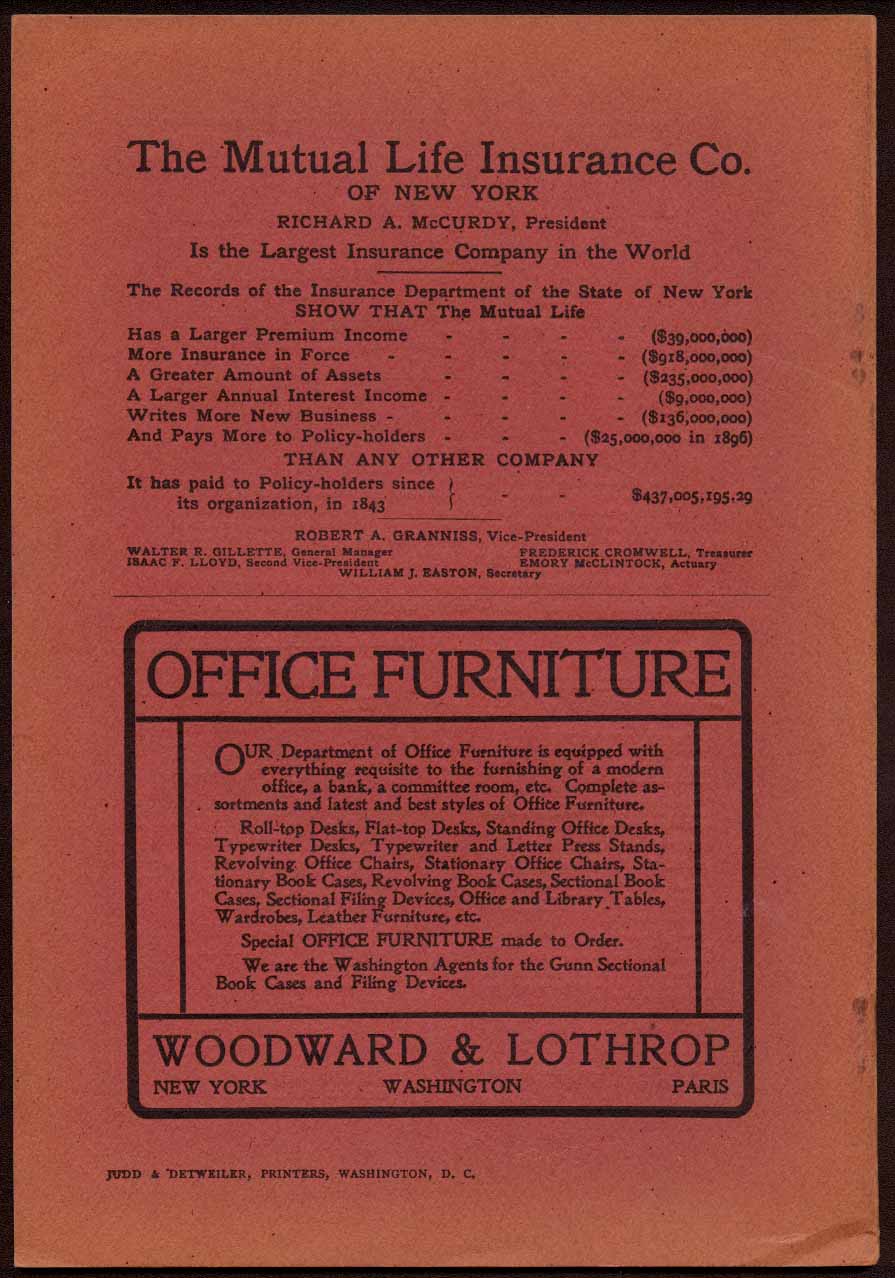 The Mutual Life Insurance Co.
OF NEW YORK
RICHARD A. McCURDY, President
Is the Largest Insurance Company in the World
The Records of the Insurance Department of the State of New York
SHOW THAT The Mutual Life
Has a Larger Premium Income - - - - ($39,000,000)
More Insurance in Force - - - - - ($918,000,000)
A Greater Amount of Assets - - - - ($235,000,000)
A Larger Annual Interest Income - - - - ($9,000,000)
Writes More New Business - - - - - ($136,000,000)
And Pays More to Policy-holders - - - ($25,000,000 in 1896)
THAN ANY OTHER COMPANY
It has paid to Policy-holders since }
its organization, in 1843 } - - $437,005,195.29
ROBERT A. GRANNISS, Vice-President
WALTER R. GILLETTE, General Manager FREDERICK CROMWELL, Treasurer
ISAAC F. LLOYD, Second Vice-President EMORY McCLINTOCK, Actuary
WILLIAM J. EASTON, Secretary
OFFICE FURNITURE
OUR Department of Office Furniture is equipped with
everything requisite to the furnishing of a modern
office, a bank, a committee room, etc. Complete as-
sortments and latest and best styles of Office Furniture.
Roll-top Desks, Flat-top Desks, Standing Office Desks,
Typewriter Desks, Typewriter and Letter Press Stands,
Revolving Office Chairs, Stationary Office Chairs, Sta-
tionary Book Cases, Revolving Book Cases, Sectional Book
Cases, Sectional Filing Devices, Office and Library Tables,
Wardrobes, Leather Furniture, etc.
Special OFFICE FURNITURE made to Order.
We are the Washington Agents for the Gunn Sectional
Book Cases and Filing Devices.
WOODWARD & LOTHROP
NEW YORK WASHINGTON PARIS
JUDD & DETWEILER, PRINTERS, WASHINGTON, D. C.